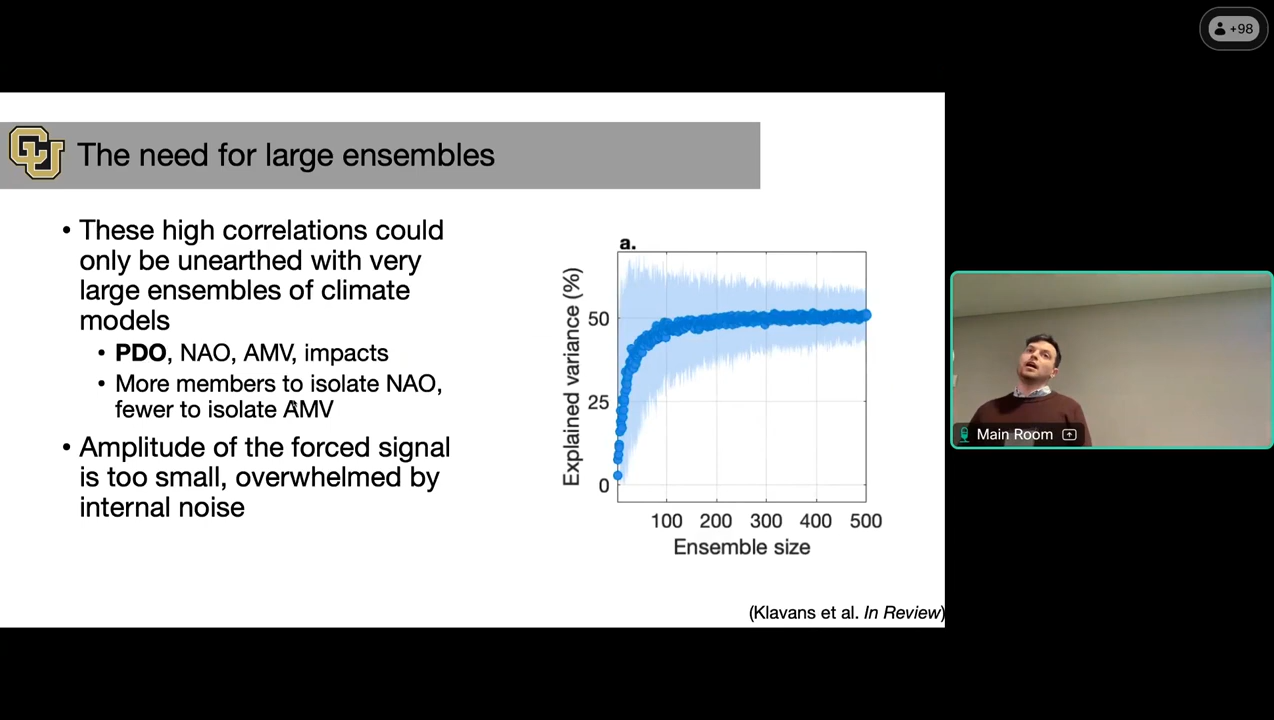 +98
CU
The need for large ensembles
• These high correlations could
only be unearthed with very
large ensembles of climate
models
• PDO, NAO, AMV, impacts
• More members to isolate NAO,
fewer to isolate AMV
• Amplitude of the forced signal
is too small, overwhelmed by
internal noise
a.
Explained variance (%)
50
25
0
100 200 300 400 500
Ensemble size
(Klavans et al. In Review)
Main Room